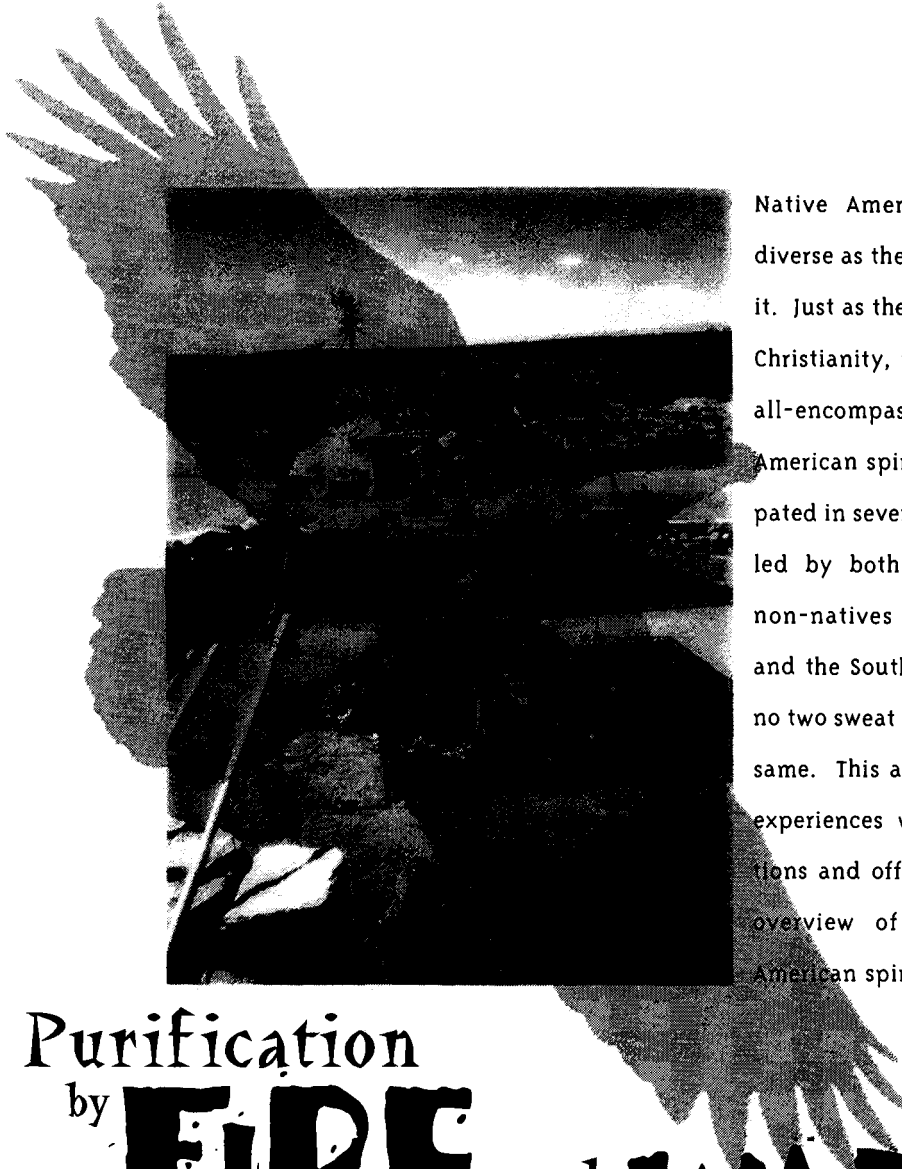 Native Amer
diverse as the
it. Just as the
Christianity,
all-encompas
American spir
pated in seve
led by both
non-natives
and the South
no two sweat
same. This a
experiences
tions and off
overview of
American spir
Purification
by FiRE